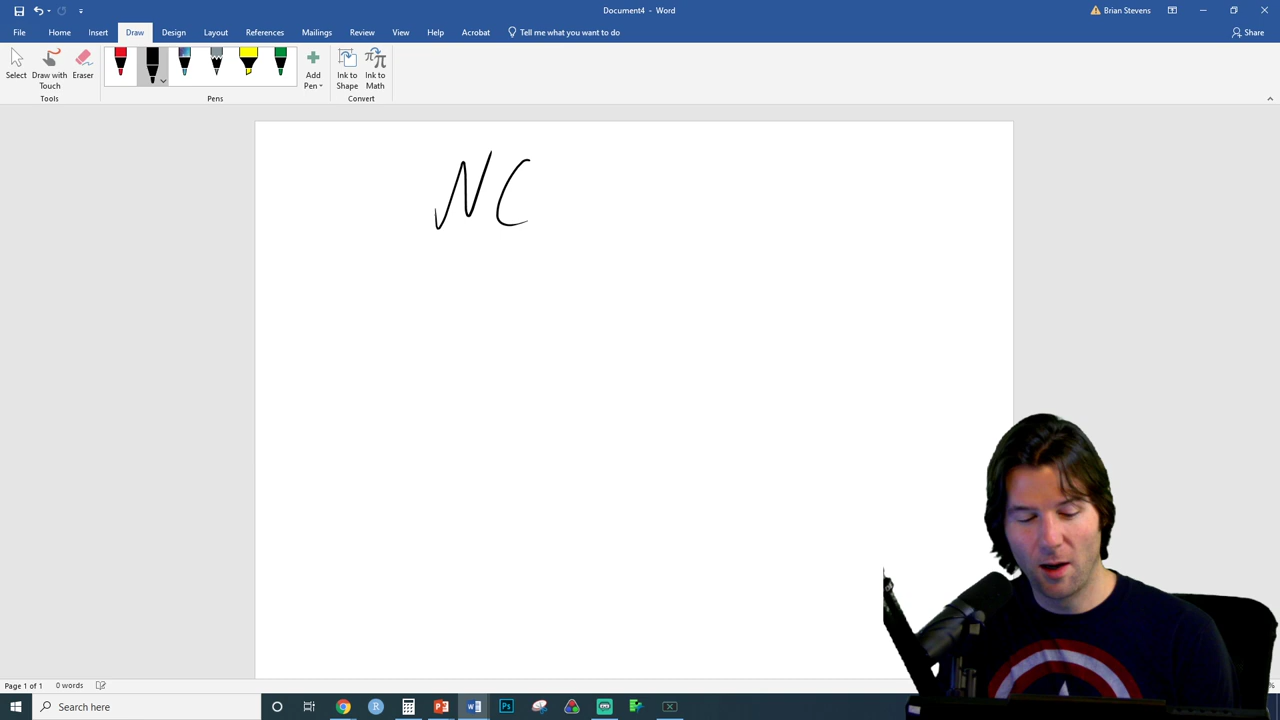 Document4 - Word
Brian Stevens
File Home Insert Draw Design Layout References Mailings Review View Help Acrobat Tell me what you want to do Share
Select
Draw with Touch
Eraser
Add Pen
Ink to Shape
Ink to Math
Tools
Pens
Convert
NC
Page 1 of 1 0 words
Search here